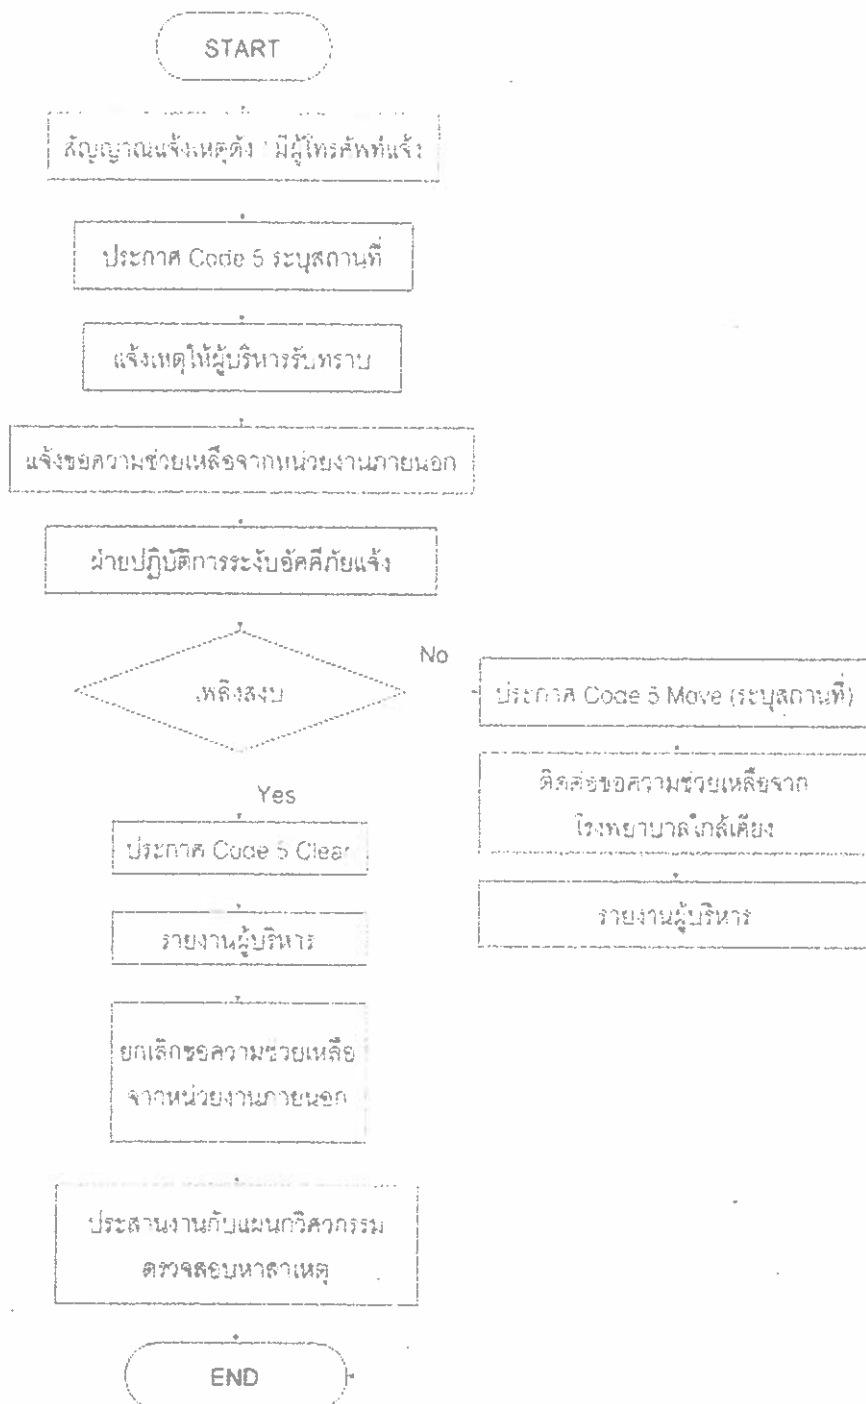 START
สัญญาณแจ้งเหตุดัง / มีผู้โทรศัพท์แจ้ง
ประกาศ Code 5 ระบุสถานที่
แจ้งเหตุให้ผู้บริหารรับทราบ
แจ้งขอความช่วยเหลือจากหน่วยงานภายนอก
ฝ่ายปฏิบัติการระงับอัคคีภัยแจ้ง
เพลิงสงบ
No
ประกาศ Code 5 Move (ระบุสถานที่)
ติดต่อขอความช่วยเหลือจาก
โรงพยาบาลใกล้เคียง
รายงานผู้บริหาร
Yes
ประกาศ Code 5 Clear
รายงานผู้บริหาร
ยกเลิกขอความช่วยเหลือ
จากหน่วยงานภายนอก
ประสานงานกับแผนกวิศวกรรม
ตรวจสอบหาสาเหตุ
END